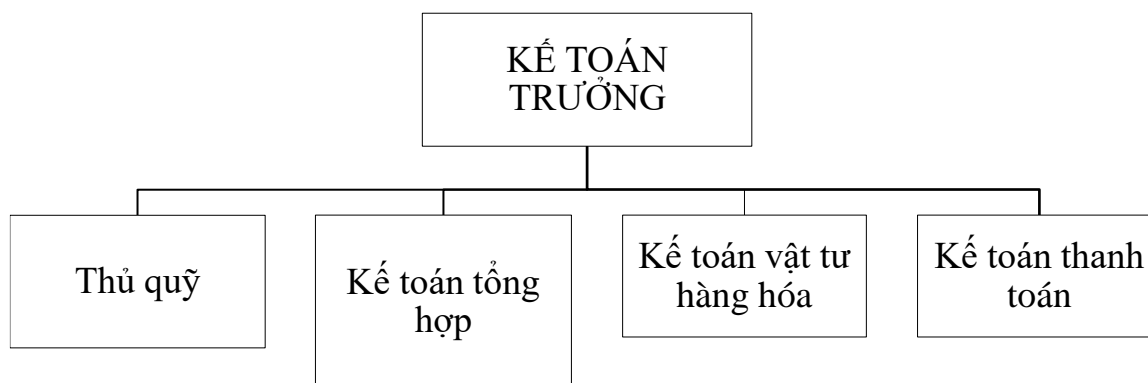 KẾ TOÁN
TRƯỞNG
Thủ quỹ
Kế toán tổng
hợp
Kế toán vật tư
hàng hóa
Kế toán thanh
toán